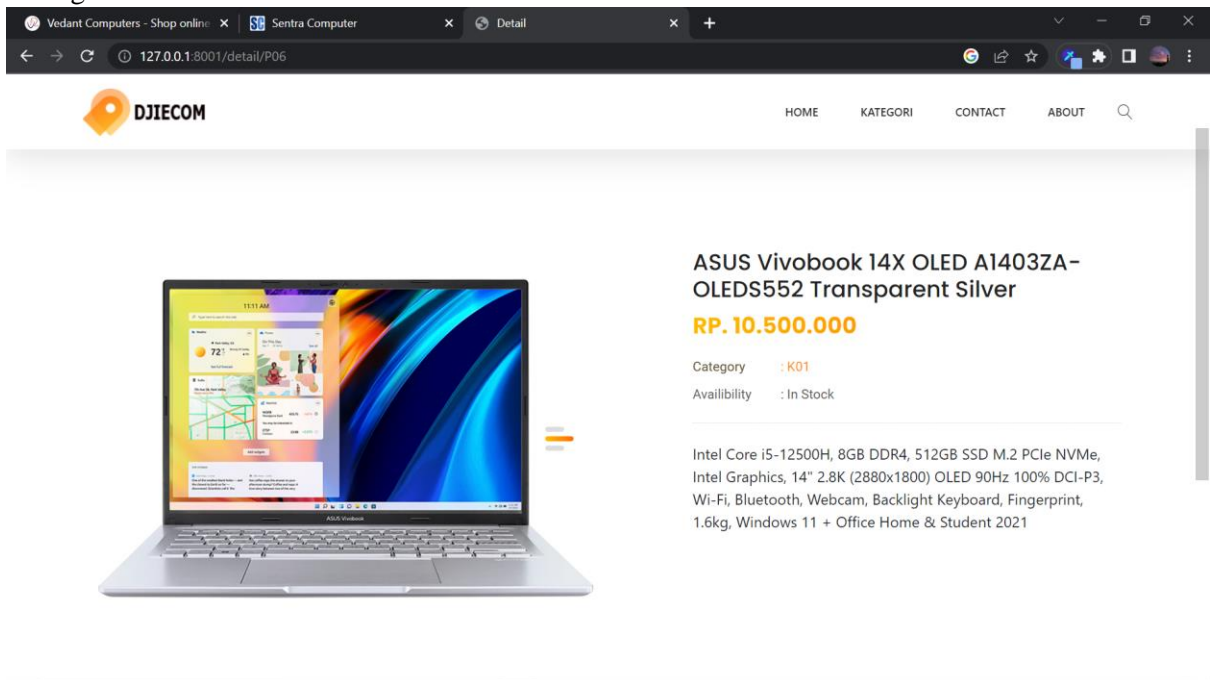 Vedant Computers - Shop online
Sentra Computer
Detail
127.0.0.1:8001/detail/P06
DJIECOM
HOME KATEGORI CONTACT ABOUT
11:11 AM
ASUS Vivobook
ASUS Vivobook 14X OLED A1403ZA-
OLEDS552 Transparent Silver
RP. 10.500.000
Category : K01
Availibility : In Stock
Intel Core i5-12500H, 8GB DDR4, 512GB SSD M.2 PCIe NVMe,
Intel Graphics, 14" 2.8K (2880x1800) OLED 90Hz 100% DCI-P3,
Wi-Fi, Bluetooth, Webcam, Backlight Keyboard, Fingerprint,
1.6kg, Windows 11 + Office Home & Student 2021